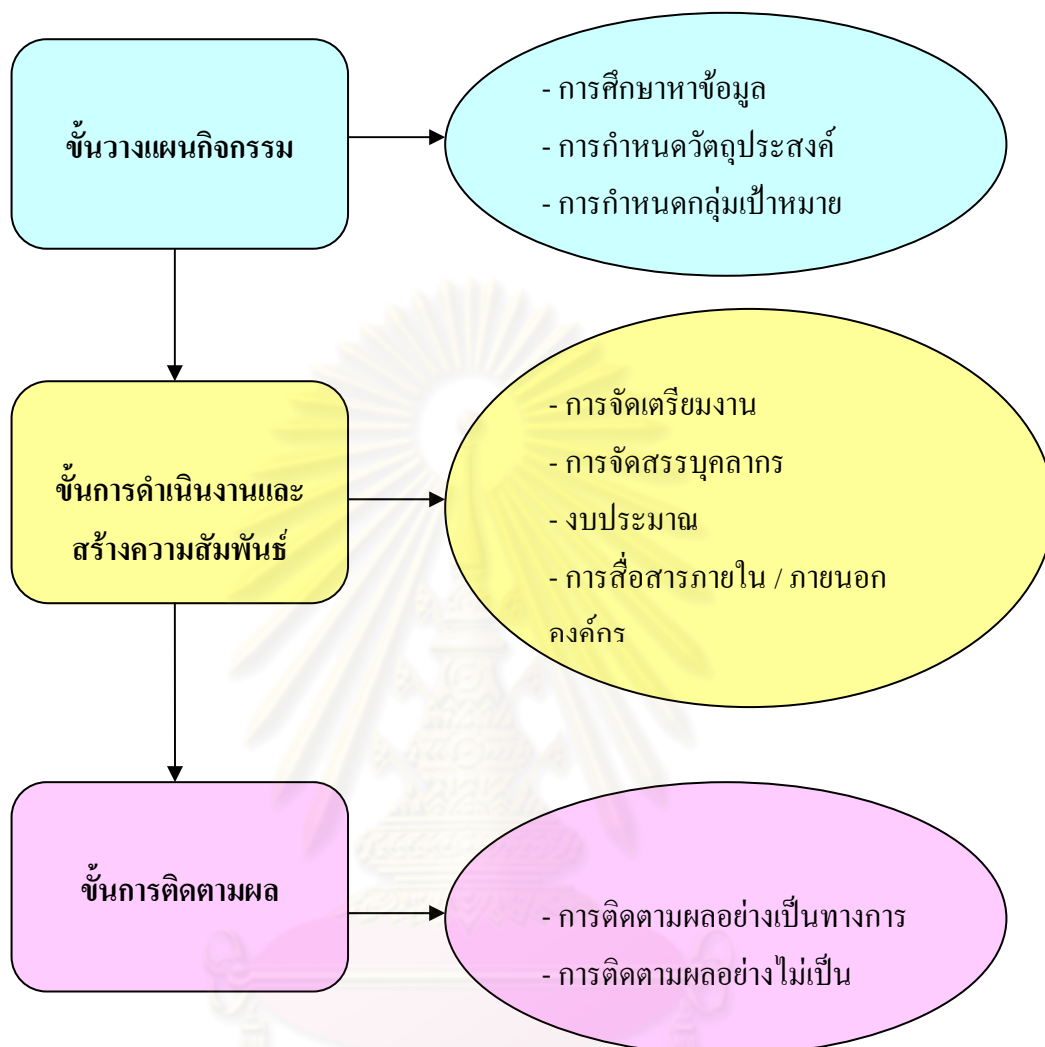 ขั้นวางแผนกิจกรรม
- การศึกษาหาข้อมูล
- การกำหนดวัตถุประสงค์
- การกำหนดกลุ่มเป้าหมาย
ขั้นการดำเนินงานและ
สร้างความสัมพันธ์
- การจัดเตรียมงาน
- การจัดสรรบุคลากร
- งบประมาณ
- การสื่อสารภายใน / ภายนอก
องค์กร
ขั้นการติดตามผล
- การติดตามผลอย่างเป็นทางการ
- การติดตามผลอย่างไม่เป็น